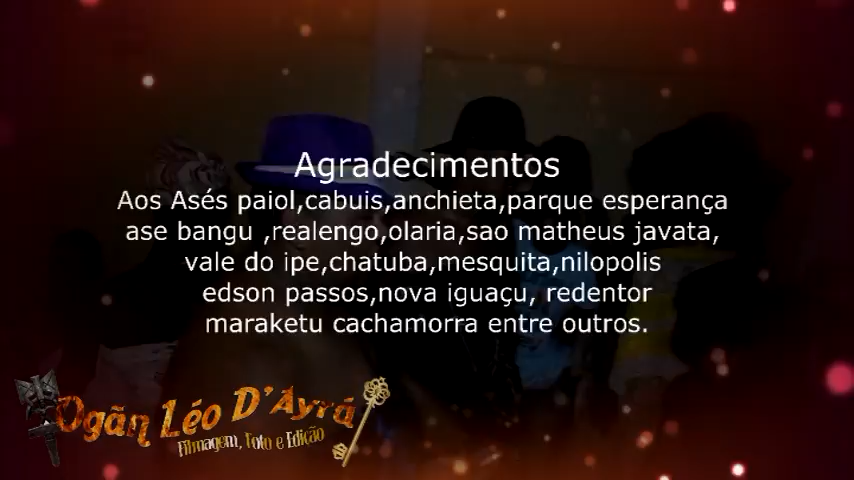 Agradecimentos
Aos Asés paiol,cabuis,anchieta,parque esperança
ase bangu ,realengo,olaria,sao matheus javata,
vale do ipe,chatuba,mesquita,nilopolis
edson passos,nova iguaçu, redentor
maraketu cachamorra entre outros.
Ogãn Léo D'Ayrá
Filmagem, Foto e Edição